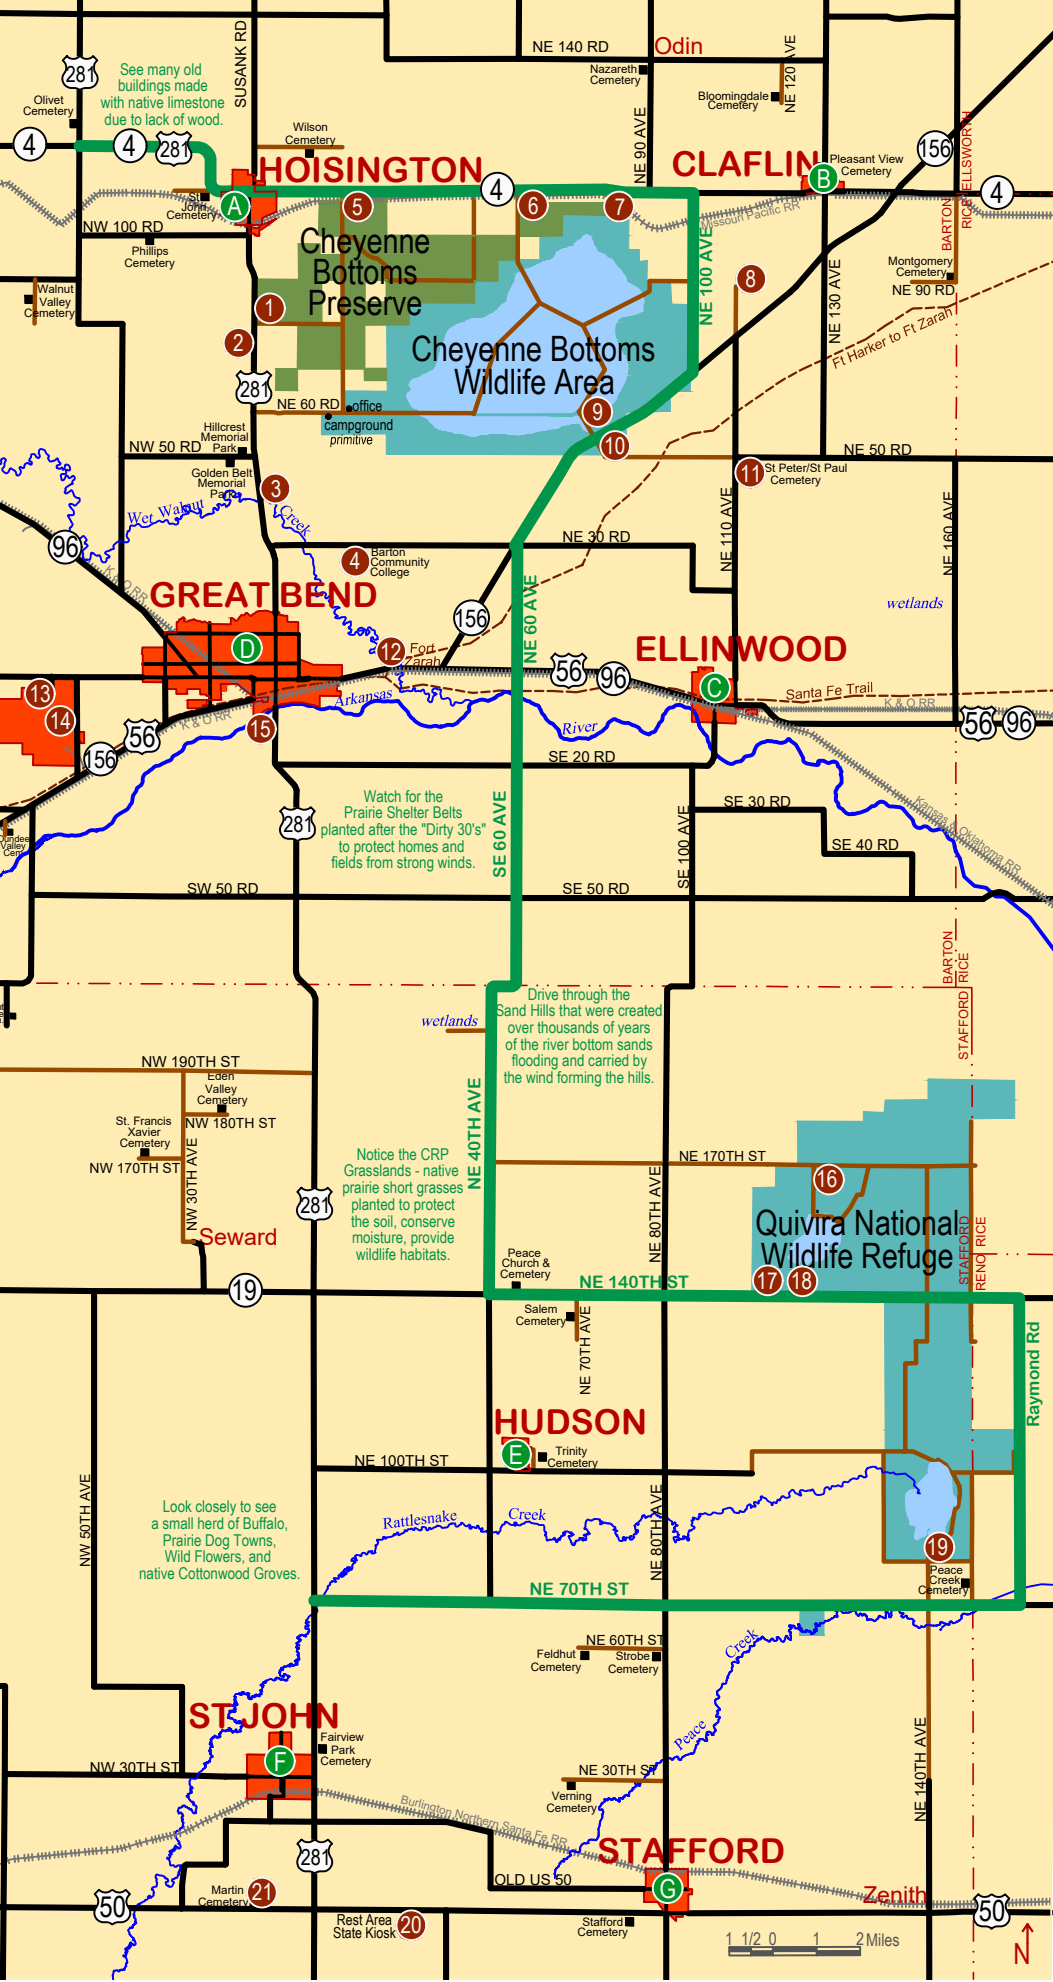 NE 140 RD
Odin
SUSANK RD
281
Olivet
Cemetery
See many old
buildings made
with native limestone
due to lack of wood.
Nazareth
Cemetery
Bloomingdale
Cemetery
NE 120 AVE
NE 90 AVE
Wilson
Cemetery
4
4
281
HOISINGTON
CLAFLIN
156
Pleasant View
Cemetery
B
4
4
BARTON
RICE
ELLSWORTH
St
John
Cemetery
A
5
6
7
Missouri Pacific RR
NW 100 RD
Phillips
Cemetery
Cheyenne
Bottoms
Preserve
NE 100 AVE
8
NE 130 AVE
Montgomery
Cemetery
NE 90 RD
Walnut
Valley
Cemetery
1
2
Ft Harker to Ft Zarah
Cheyenne Bottoms
Wildlife Area
281
NE 60 RD
office
campground
primitive
9
10
Hillcrest
Memorial
Park
NW 50 RD
Golden Belt
Memorial
Park
NE 50 RD
11
St Peter/St Paul
Cemetery
3
Wet Walnut
Creek
NE 110 AVE
NE 160 AVE
96
NE 30 RD
4
Barton
Community
College
K & O RR
GREAT BEND
156
NE 60 AVE
wetlands
D
12
Fort
Zarah
ELLINWOOD
56
96
C
Santa Fe Trail
K & O RR
13
14
Arkansas
River
15
K & O RR
56
156
56
96
SE 20 RD
Watch for the
Prairie Shelter Belts
planted after the "Dirty 30's"
to protect homes and
fields from strong winds.
281
SE 60 AVE
SE 100 AVE
SE 30 RD
SE 40 RD
Kansas & Oklahoma RR
Dundee
Valley
Cem
SW 50 RD
SE 50 RD
BARTON
RICE
STAFFORD
RICE
wetlands
Drive through the
Sand Hills that were created
over thousands of years
of the river bottom sands
flooding and carried by
the wind forming the hills.
NW 190TH ST
Eden
Valley
Cemetery
NW 180TH ST
St. Francis
Xavier
Cemetery
NW 170TH ST
NW 30TH AVE
Seward
NE 40TH AVE
Notice the CRP
Grasslands - native
prairie short grasses
planted to protect
the soil, conserve
moisture, provide
wildlife habitats.
281
NE 170TH ST
NE 80TH AVE
16
Quivira National
Wildlife Refuge
STAFFORD
RENO
RICE
17
18
19
Peace
Church &
Cemetery
NE 140TH ST
Salem
Cemetery
NE 70TH AVE
Raymond Rd
HUDSON
E
Trinity
Cemetery
NE 100TH ST
NW 50TH AVE
Look closely to see
a small herd of Buffalo,
Prairie Dog Towns,
Wild Flowers, and
native Cottonwood Groves.
Rattlesnake
Creek
NE 80TH AVE
19
Peace
Creek
Cemetery
NE 70TH ST
NE 60TH ST
Feldhut
Cemetery
Strobe
Cemetery
Creek
Peace
ST JOHN
Fairview
Park
Cemetery
F
NW 30TH ST
NE 30TH ST
Verning
Cemetery
NE 140TH AVE
Burlington Northern Santa Fe RR
281
STAFFORD
OLD US 50
G
Zenith
Martin
Cemetery
21
50
Rest Area
State Kiosk
20
Stafford
Cemetery
50
1 1/2 0 1 2 Miles
N